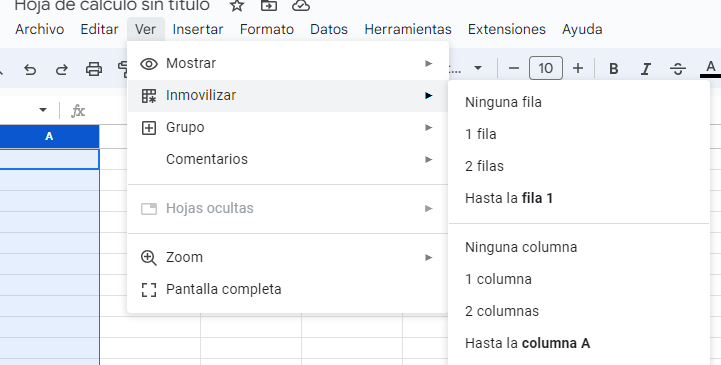 Hoja de cálculo sin título
Archivo Editar Ver Insertar Formato Datos Herramientas Extensiones Ayuda
... 10 B I S A
fx
A
Mostrar
Inmovilizar
Grupo
Comentarios
Hojas ocultas
Zoom
Pantalla completa
Ninguna fila
1 fila
2 filas
Hasta la fila 1
Ninguna columna
1 columna
2 columnas
Hasta la columna A